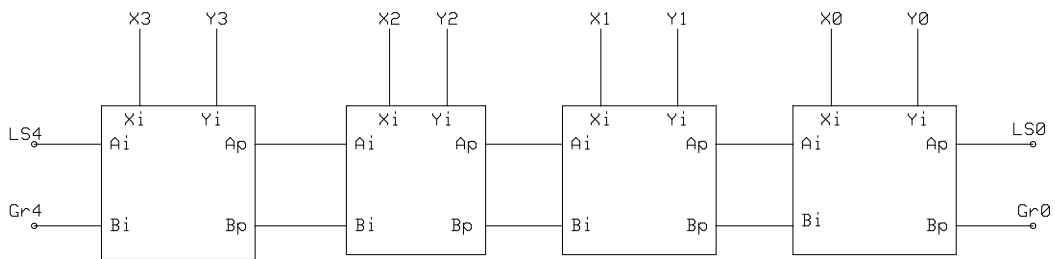 X3 Y3 X2 Y2 X1 Y1 X0 Y0
Xi Yi Xi Yi Xi Yi Xi Yi
LS4 Ai Ap Ai Ap Ai Ap Ai Ap LS0
Gr4 Bi Bp Bi Bp Bi Bp Bi Bp Gr0